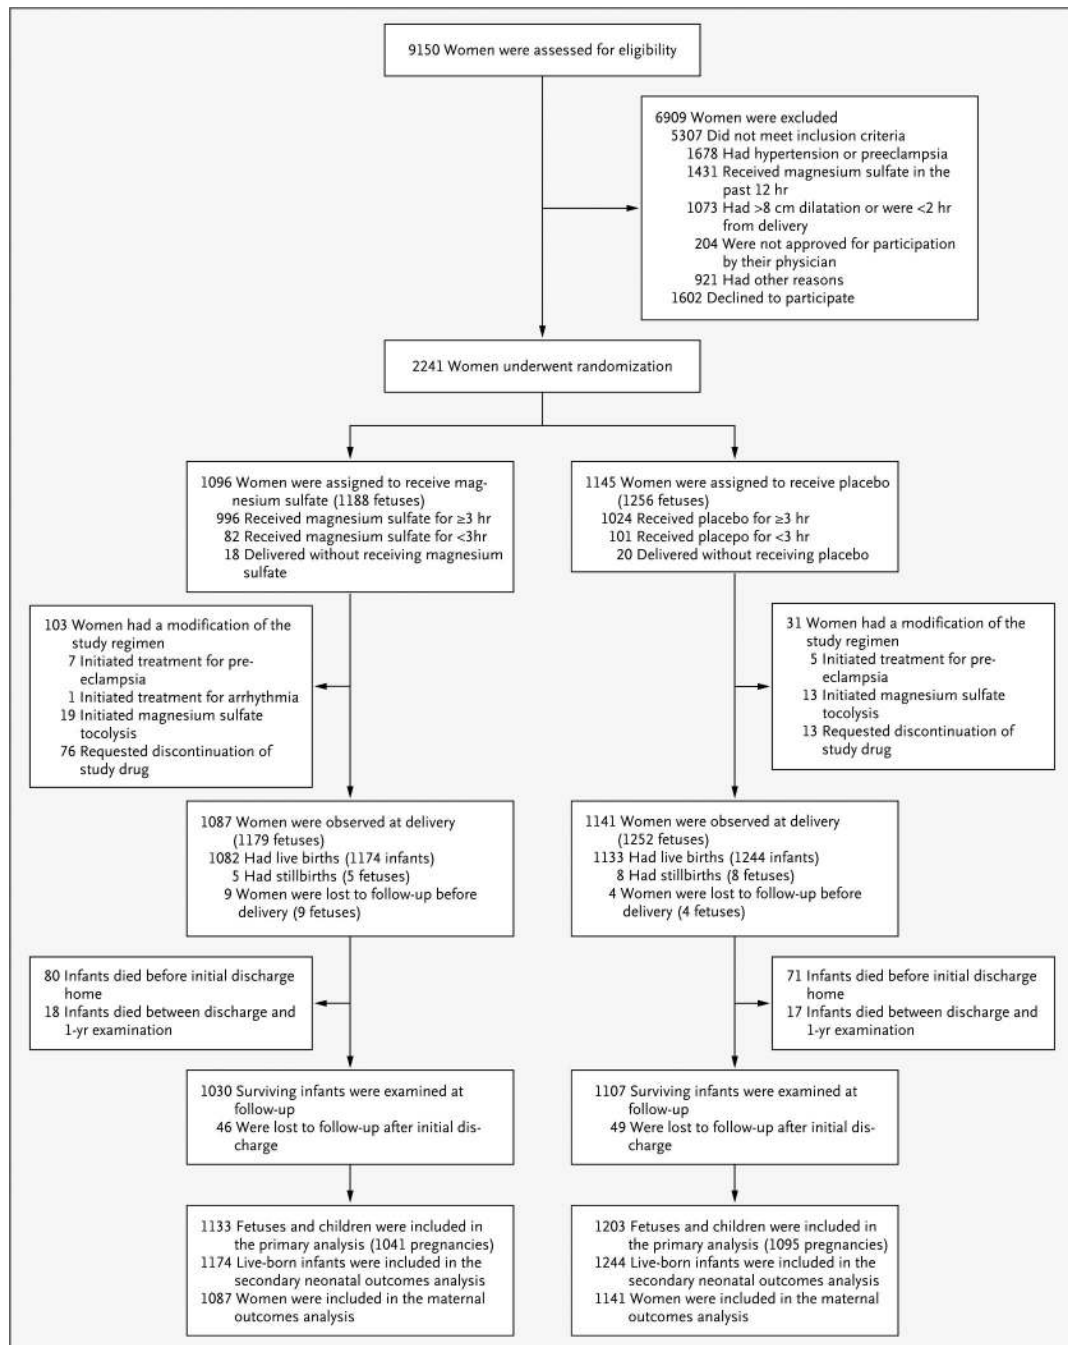 9150 Women were assessed for eligibility
6909 Women were excluded
5307 Did not meet inclusion criteria
1678 Had hypertension or preeclampsia
1431 Received magnesium sulfate in the
past 12 hr
1073 Had >8 cm dilatation or were <2 hr
from delivery
204 Were not approved for participation
by their physician
921 Had other reasons
1602 Declined to participate
2241 Women underwent randomization
1096 Women were assigned to receive mag-
nesium sulfate (1188 fetuses)
996 Received magnesium sulfate for ≥3 hr
82 Received magnesium sulfate for <3hr
18 Delivered without receiving magnesium
sulfate
1145 Women were assigned to receive placebo
(1256 fetuses)
1024 Received placebo for ≥3 hr
101 Received placepo for <3 hr
20 Delivered without receiving placebo
103 Women had a modification of the
study regimen
7 Initiated treatment for pre-
eclampsia
1 Initiated treatment for arrhythmia
19 Initiated magnesium sulfate
tocolysis
76 Requested discontinuation of
study drug
31 Women had a modification of the
study regimen
5 Initiated treatment for pre-
eclampsia
13 Initiated magnesium sulfate
tocolysis
13 Requested discontinuation of
study drug
1087 Women were observed at delivery
(1179 fetuses)
1082 Had live births (1174 infants)
5 Had stillbirths (5 fetuses)
9 Women were lost to follow-up before
delivery (9 fetuses)
1141 Women were observed at delivery
(1252 fetuses)
1133 Had live births (1244 infants)
8 Had stillbirths (8 fetuses)
4 Women were lost to follow-up before
delivery (4 fetuses)
80 Infants died before initial discharge
home
18 Infants died between discharge and
1-yr examination
71 Infants died before initial discharge
home
17 Infants died between discharge and
1-yr examination
1030 Surviving infants were examined at
follow-up
46 Were lost to follow-up after initial dis-
charge
1107 Surviving infants were examined at
follow-up
49 Were lost to follow-up after initial dis-
charge
1133 Fetuses and children were included in
the primary analysis (1041 pregnancies)
1174 Live-born infants were included in the
secondary neonatal outcomes analysis
1087 Women were included in the maternal
outcomes analysis
1203 Fetuses and children were included in
the primary analysis (1095 pregnancies)
1244 Live-born infants were included in the
secondary neonatal outcomes analysis
1141 Women were included in the maternal
outcomes analysis